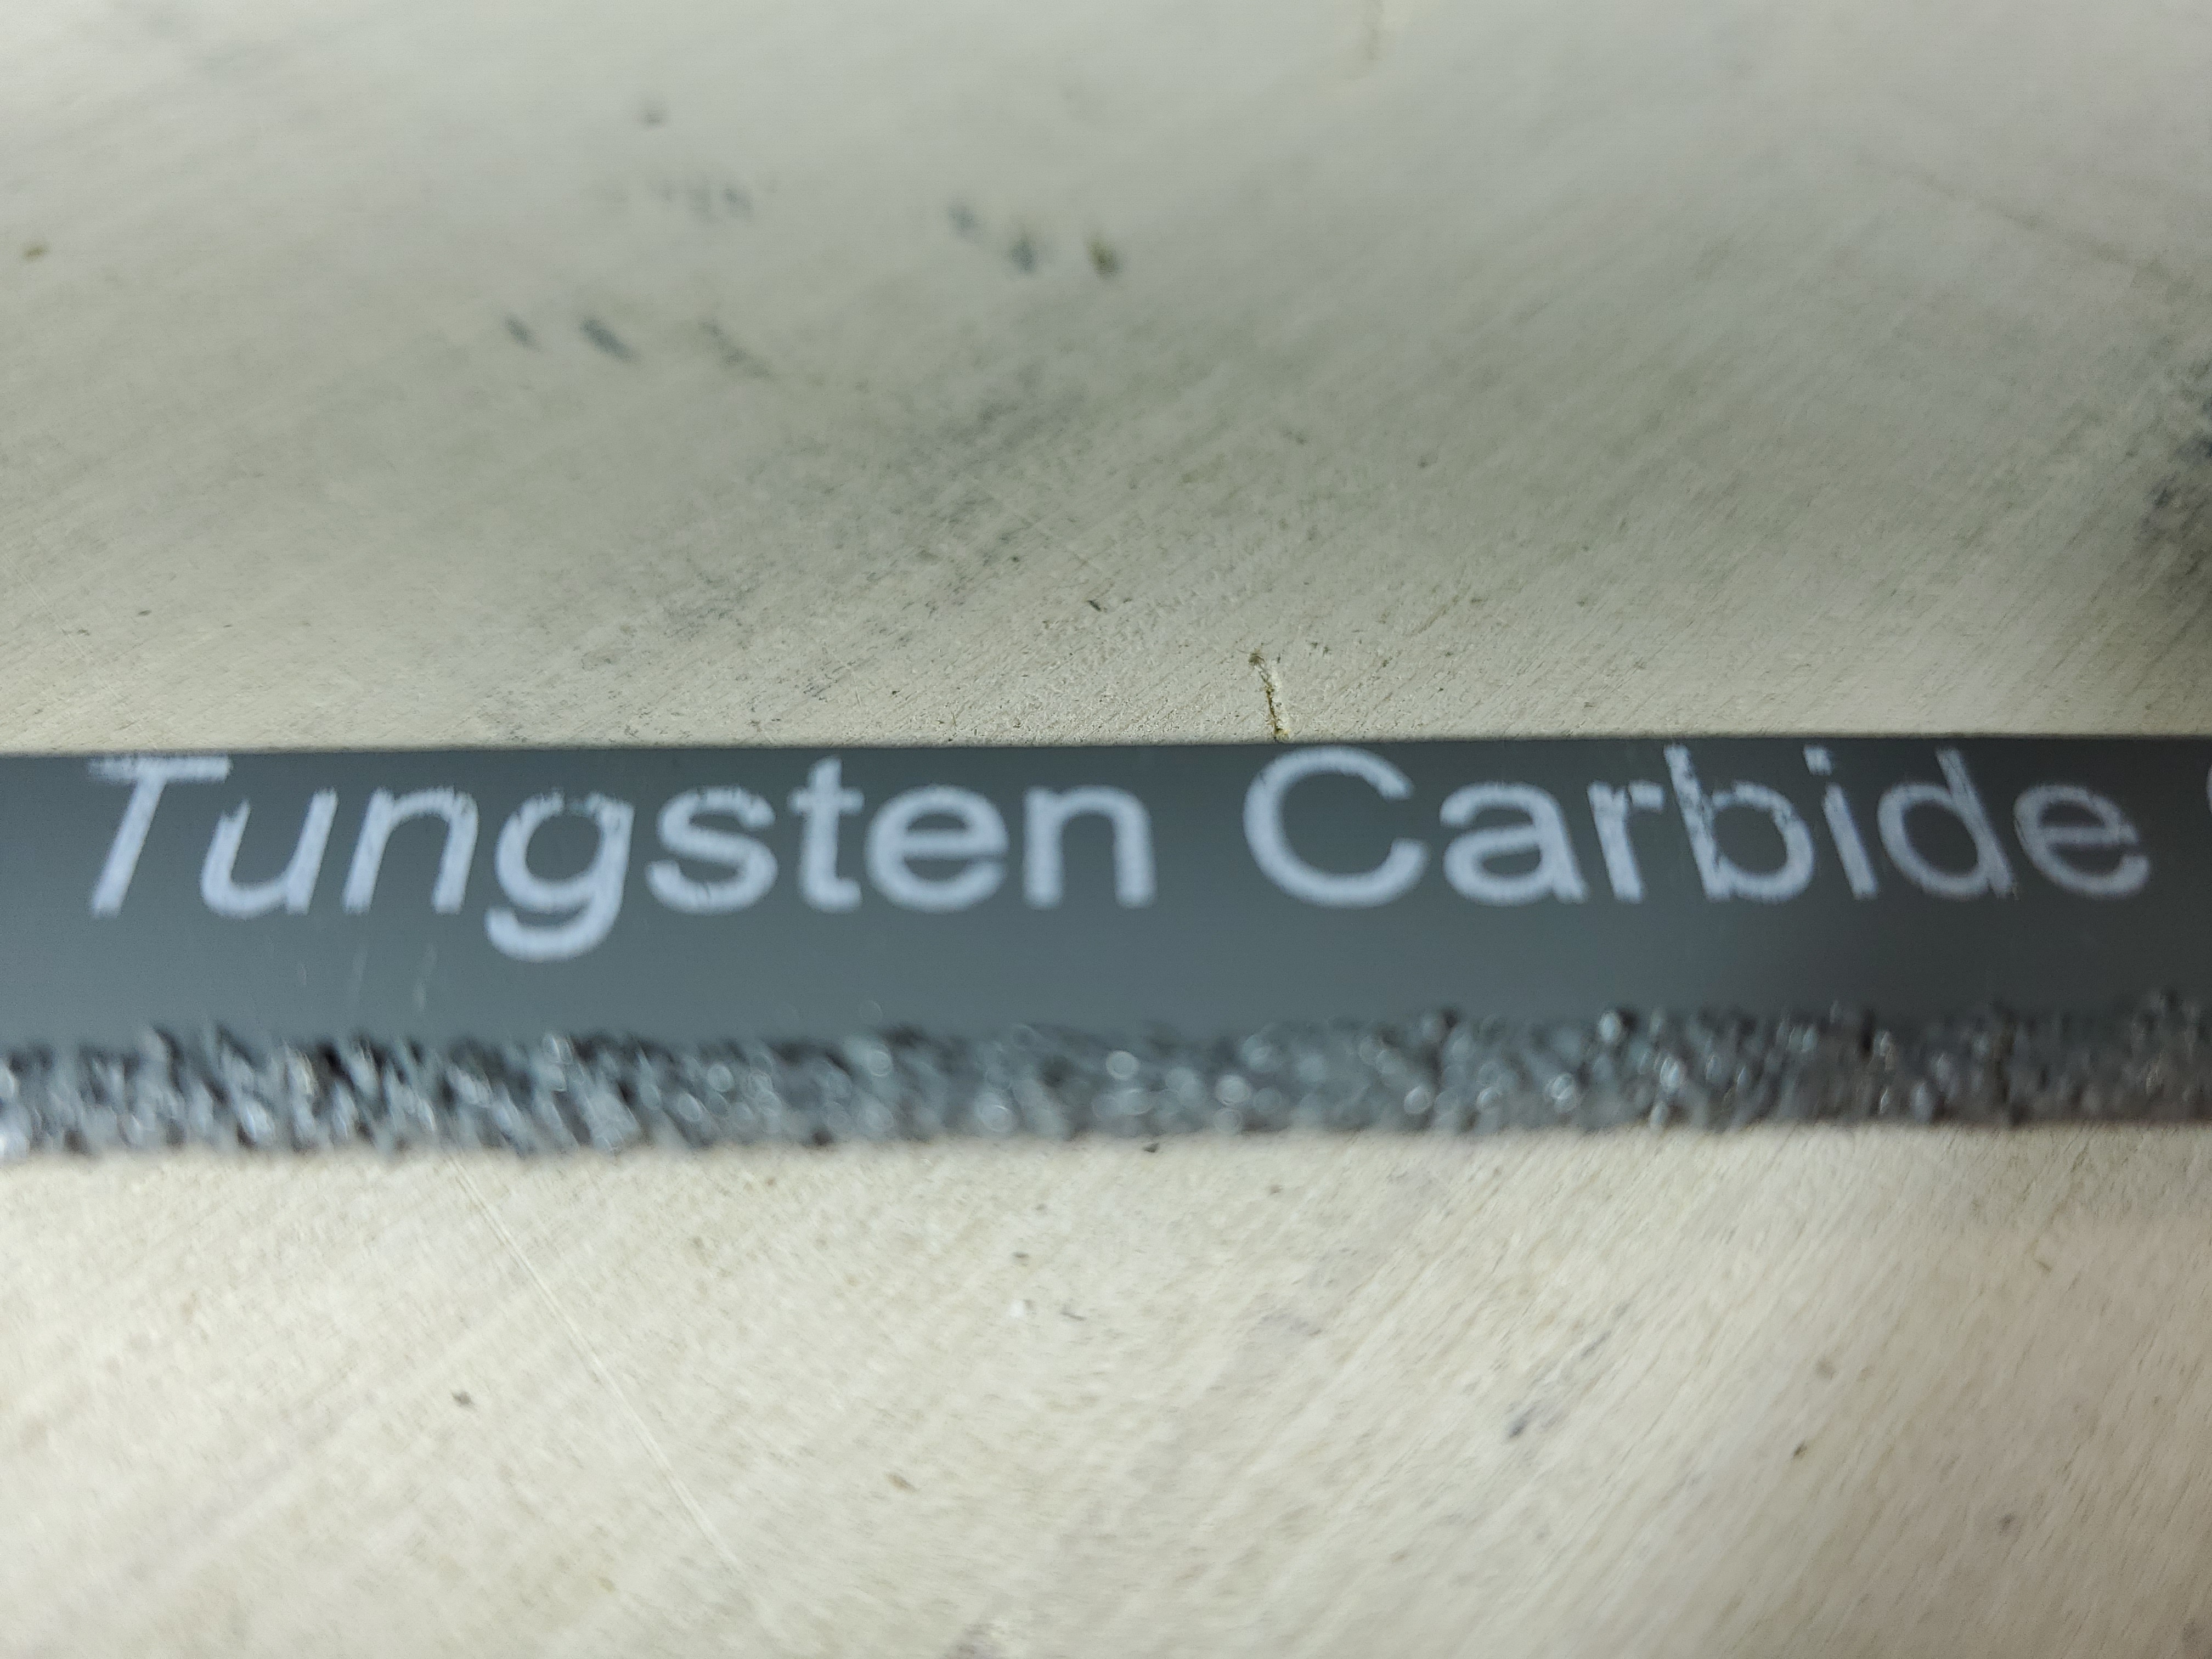 Tungsten Carbide